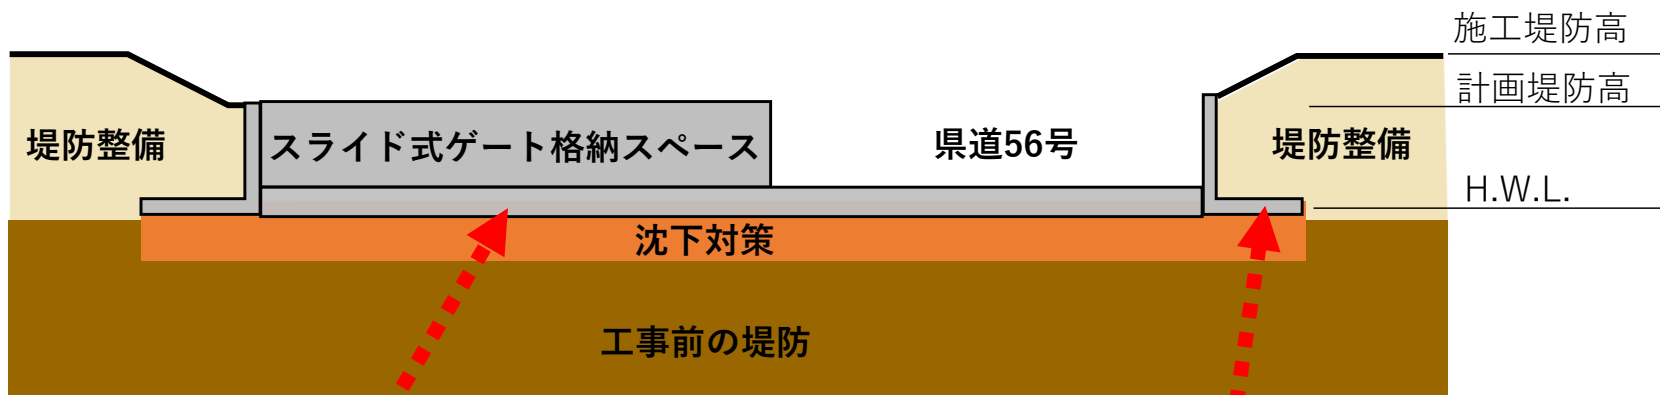 施工堤防高
計画堤防高
堤防整備
スライド式ゲート格納スペース
県道56号
堤防整備
H.W.L.
沈下対策
工事前の堤防